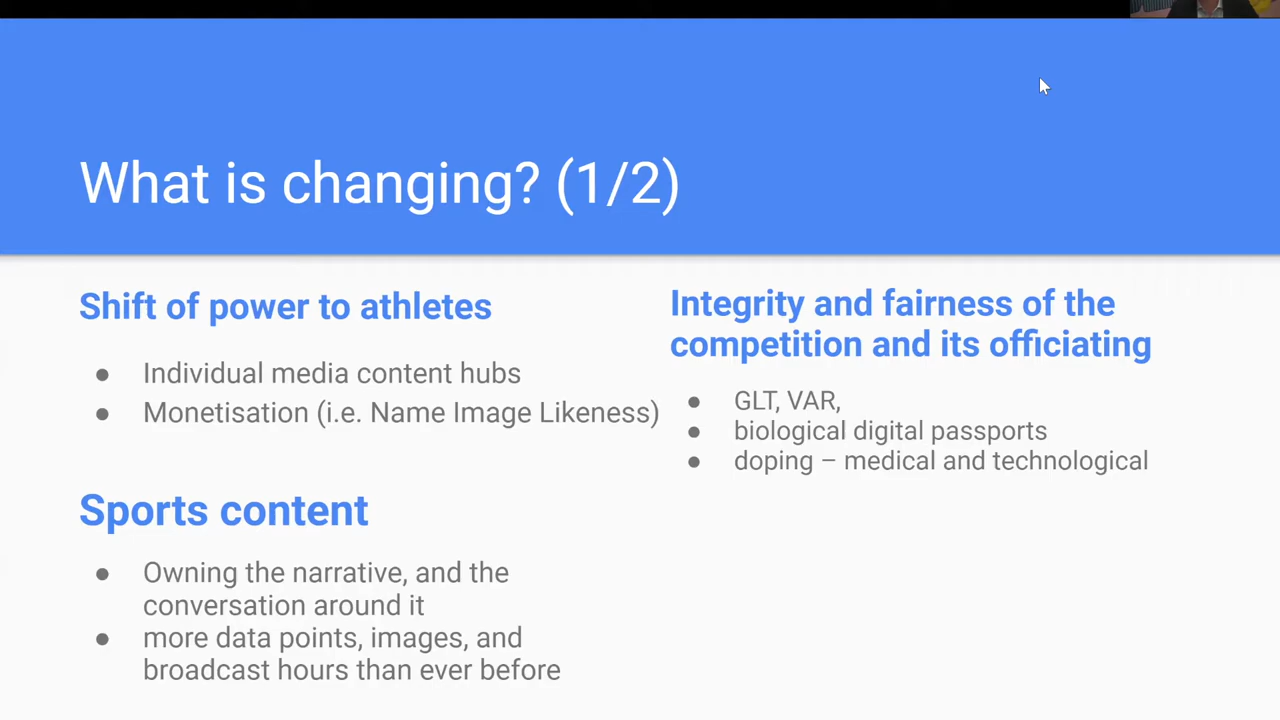 What is changing? (1/2)
Shift of power to athletes
● Individual media content hubs
● Monetisation (i.e. Name Image Likeness)
Sports content
● Owning the narrative, and the
conversation around it
● more data points, images, and
broadcast hours than ever before
Integrity and fairness of the
competition and its officiating
● GLT, VAR,
● biological digital passports
● doping – medical and technological